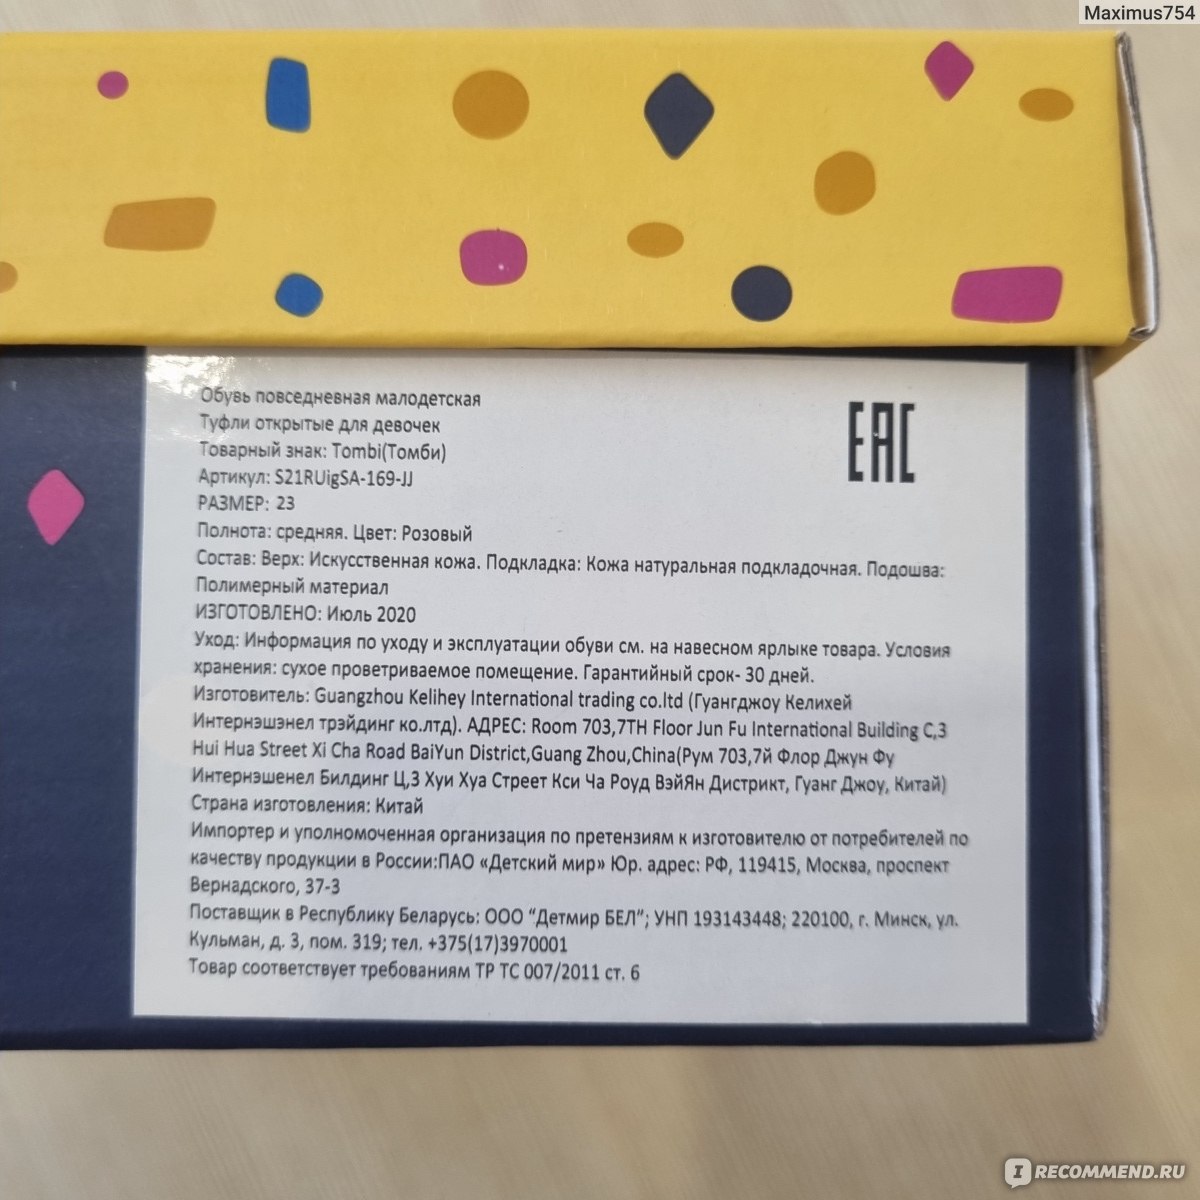 Maximus754
Обувь повседневная малодетская
Туфли открытые для девочек
Товарный знак: Tombi(Томби)
Артикул: S21RUigSA-169-JJ
РАЗМЕР: 23
Полнота: средняя. Цвет: Розовый
Состав: Верх: Искусственная кожа. Подкладка: Кожа натуральная подкладочная. Подошва:
Полимерный материал
ИЗГОТОВЛЕНО: Июль 2020
Уход: Информация по уходу и эксплуатации обуви см. на навесном ярлыке товара. Условия
хранения: сухое проветриваемое помещение. Гарантийный срок- 30 дней.
Изготовитель: Guangzhou Kelihey International trading co.ltd (Гуангджоу Келихей
Интернэшэнел трэйдинг ко.лтд). АДРЕС: Room 703,7TH Floor Jun Fu International Building C,3
Hui Hua Street Xi Cha Road BaiYun District,Guang Zhou,China(Рум 703,7й Флор Джун Фу
Интернэшенел Билдинг Ц,3 Хуи Хуа Стреет Кси Ча Роуд ВэйЯн Дистрикт, Гуанг Джоу, Китай)
Страна изготовления: Китай
Импортер и уполномоченная организация по претензиям к изготовителю от потребителей по
качеству продукции в России:ПАО «Детский мир» Юр. адрес: РФ, 119415, Москва, проспект
Вернадского, 37-3
Поставщик в Республику Беларусь: ООО "Детмир БЕЛ"; УНП 193143448; 220100, г. Минск, ул.
Кульман, д. 3, пом. 319; тел. +375(17)3970001
Товар соответствует требованиям ТР ТС 007/2011 ст. 6
EAC
IRECOMMEND.RU